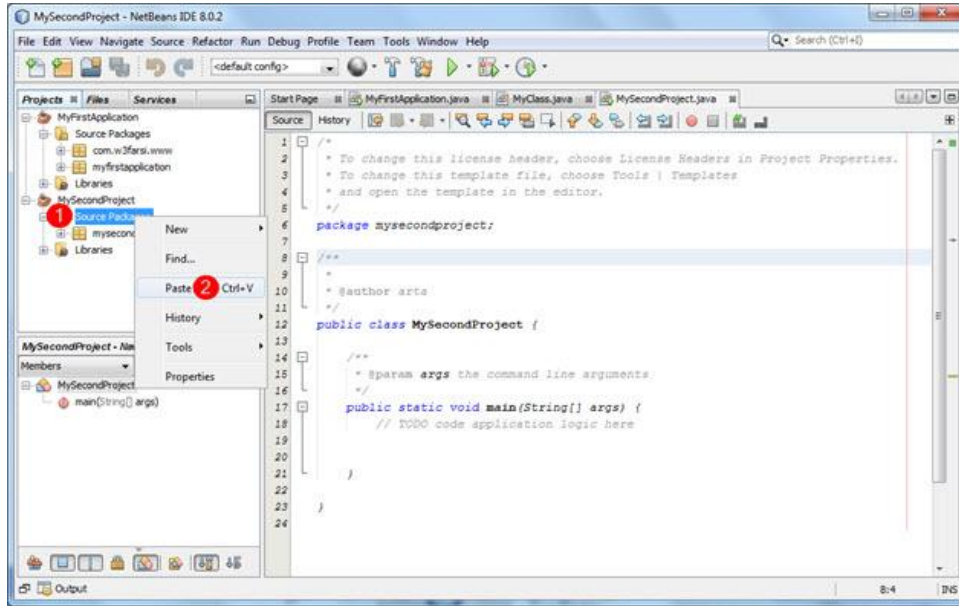 MySecondProject - NetBeans IDE 8.0.2
File Edit View Navigate Source Refactor Run Debug Profile Team Tools Window Help
Search (Ctrl+I)
<default config>
Projects Files Services
MyFirstApplication
Source Packages
com.w3farsi.www
myfirstapplication
Libraries
MySecondProject
1 Source Packages
mysecond
Libraries
New
Find...
Paste 2 Ctrl+V
History
Tools
Properties
MySecondProject - Na
Members
MySecondProject
main(String[] args)
Start Page MyFirstApplication.java MyClass.java MySecondProject.java
Source History
1 /*
2 * To change this license header, choose License Headers in Project Properties.
3 * To change this template file, choose Tools | Templates
4 * and open the template in the editor.
5 */
6 package mysecondproject;
7
8 /**
9 *
10 * @author arta
11 */
12 public class MySecondProject {
13
14 /**
15 * @param args the command line arguments
16 */
17 public static void main(String[] args) {
18 // TODO code application logic here
19
20
21 }
22
23 }
24
Output
8:4 INS